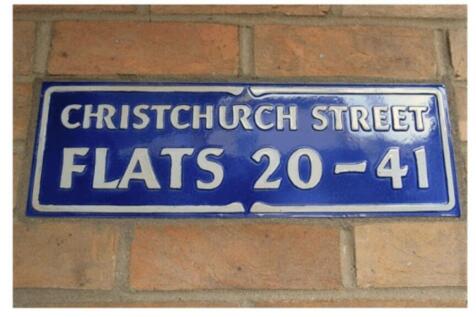 CHRISTCHURCH STREET
FLATS 20-41